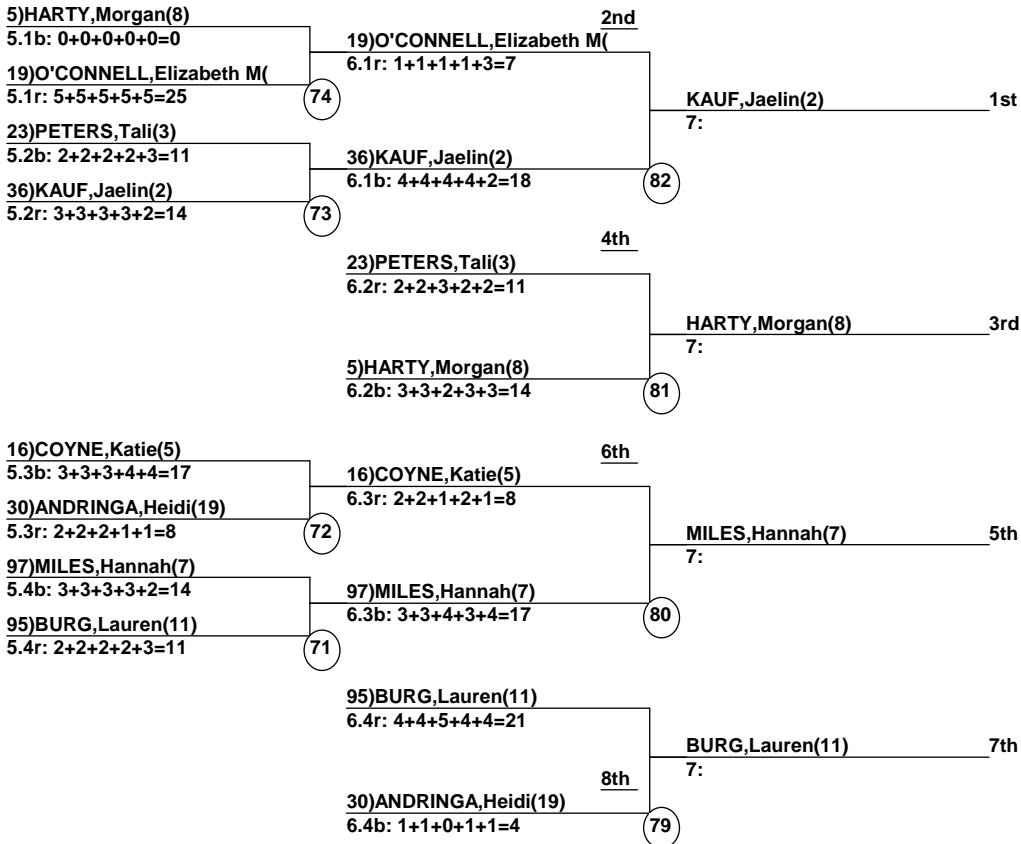 5)HARTY,Morgan(8)
5.1b: 0+0+0+0+0=0
19)O'CONNELL,Elizabeth M(
5.1r: 5+5+5+5+5=25
74
23)PETERS,Tali(3)
5.2b: 2+2+2+2+3=11
36)KAUF,Jaelin(2)
5.2r: 3+3+3+3+2=14
73
2nd
19)O'CONNELL,Elizabeth M(
6.1r: 1+1+1+1+3=7
36)KAUF,Jaelin(2)
6.1b: 4+4+4+4+2=18
82
KAUF,Jaelin(2)
1st
7:
4th
23)PETERS,Tali(3)
6.2r: 2+2+3+2+2=11
5)HARTY,Morgan(8)
6.2b: 3+3+2+3+3=14
81
HARTY,Morgan(8)
3rd
7:
16)COYNE,Katie(5)
5.3b: 3+3+3+4+4=17
30)ANDRINGA,Heidi(19)
5.3r: 2+2+2+1+1=8
72
97)MILES,Hannah(7)
5.4b: 3+3+3+3+2=14
95)BURG,Lauren(11)
5.4r: 2+2+2+2+3=11
71
6th
16)COYNE,Katie(5)
6.3r: 2+2+1+2+1=8
97)MILES,Hannah(7)
6.3b: 3+3+4+3+4=17
80
MILES,Hannah(7)
5th
7:
95)BURG,Lauren(11)
6.4r: 4+4+5+4+4=21
8th
30)ANDRINGA,Heidi(19)
6.4b: 1+1+0+1+1=4
79
BURG,Lauren(11)
7th
7: